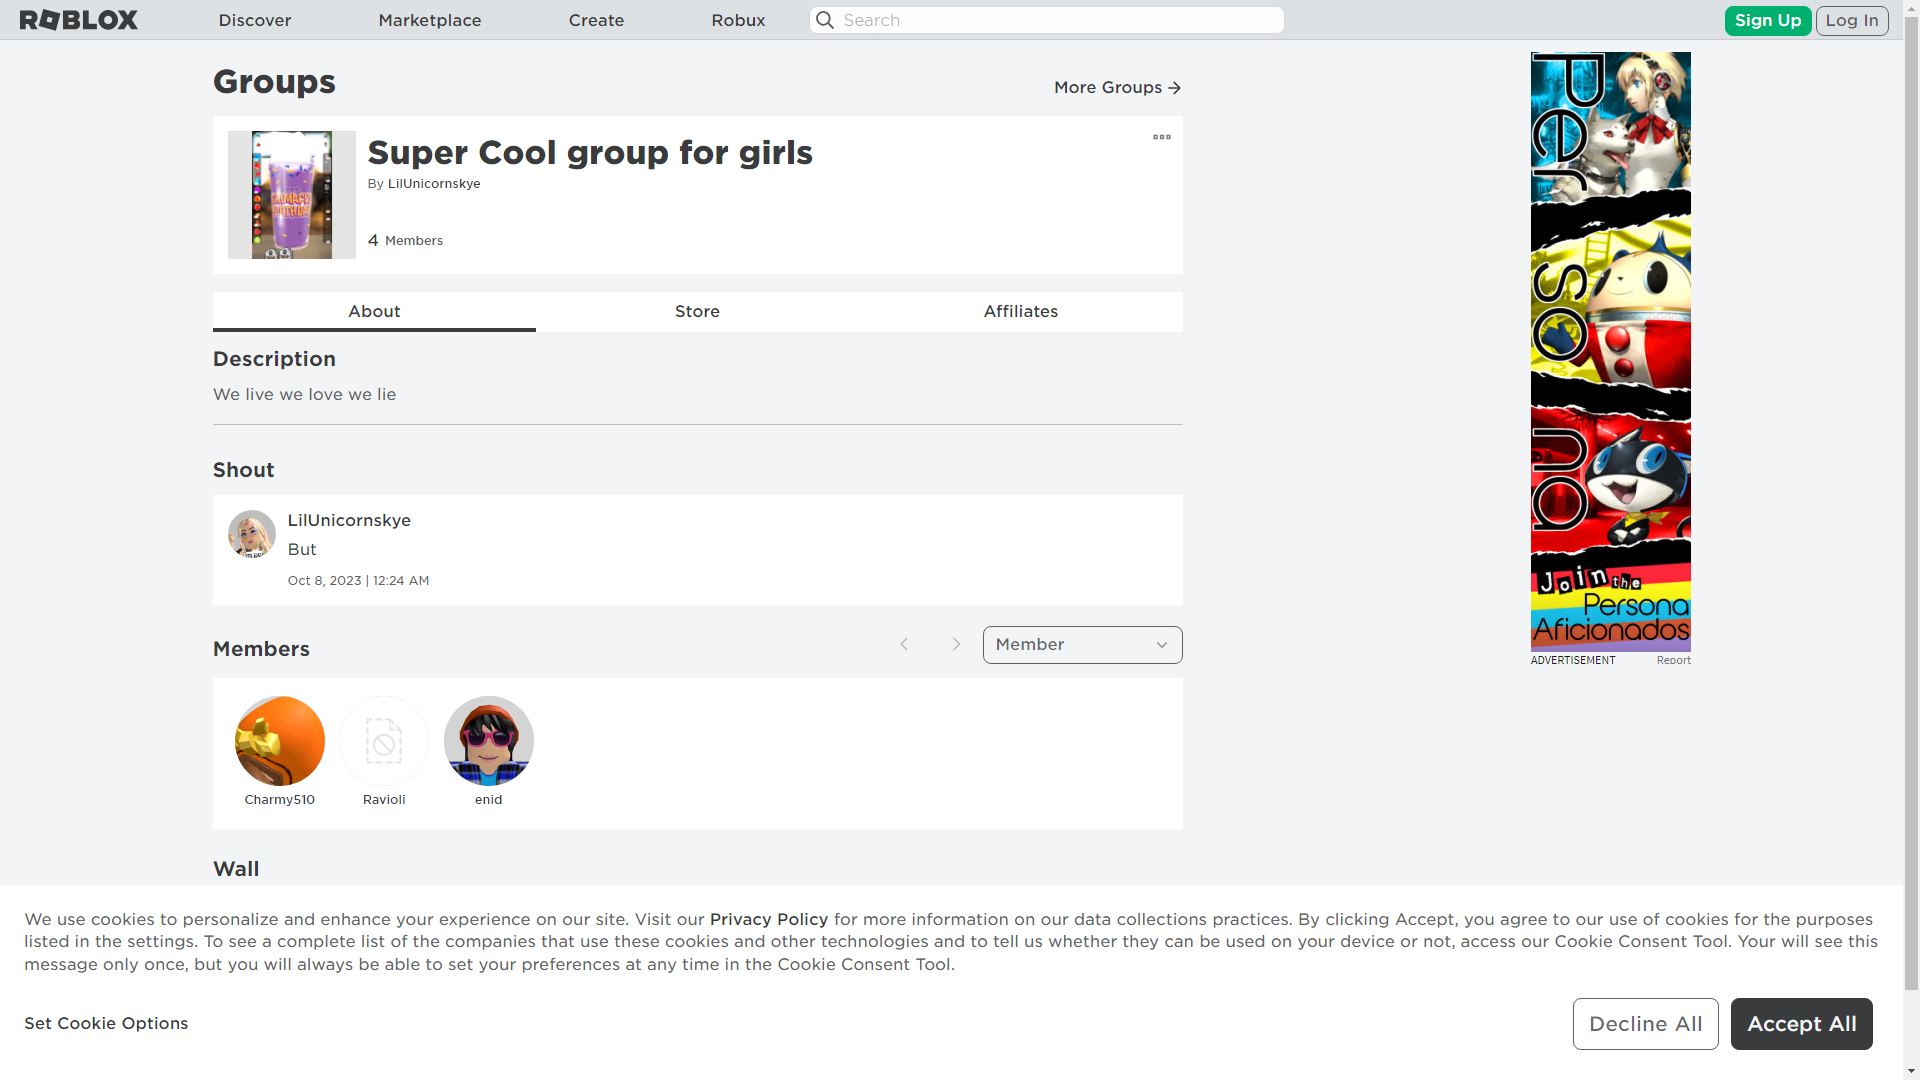 ROBLOX
Discover
Marketplace
Create
Robux
Search
Sign Up
Log In
Groups
More Groups
Super Cool group for girls
By LilUnicornskye
4 Members
About
Store
Affiliates
Description
We live we love we lie
Shout
LilUnicornskye
But
Oct 8, 2023 | 12:24 AM
Members
Member
Charmy510
Ravioli
enid
Wall
Persona
Join the
Persona
Aficionados
ADVERTISEMENT
Report
We use cookies to personalize and enhance your experience on our site. Visit our Privacy Policy for more information on our data collections practices. By clicking Accept, you agree to our use of cookies for the purposes
listed in the settings. To see a complete list of the companies that use these cookies and other technologies and to tell us whether they can be used on your device or not, access our Cookie Consent Tool. Your will see this
message only once, but you will always be able to set your preferences at any time in the Cookie Consent Tool.
Set Cookie Options
Decline All
Accept All